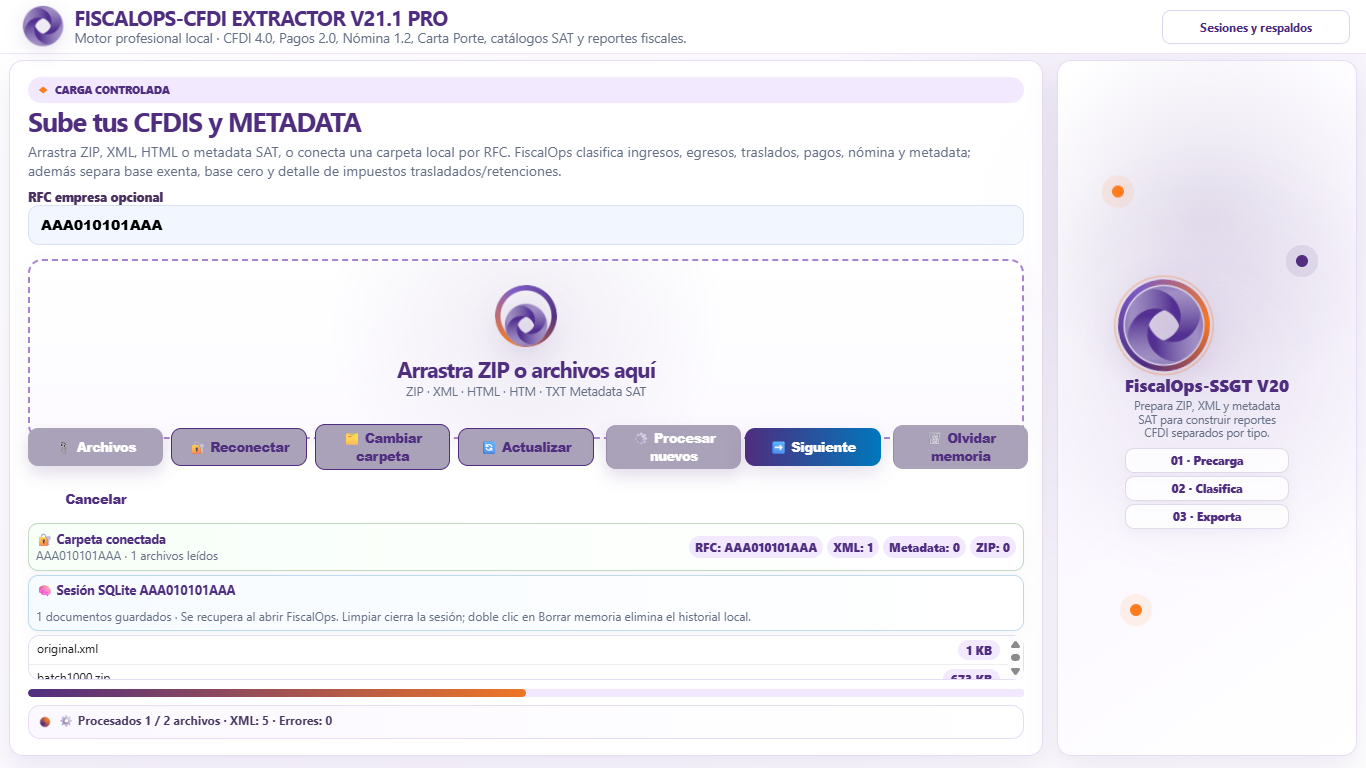 FISCALOPS-CFDI EXTRACTOR V21.1 PRO
Motor profesional local · CFDI 4.0, Pagos 2.0, Nómina 1.2, Carta Porte, catálogos SAT y reportes fiscales.
Sesiones y respaldos
CARGA CONTROLADA
Sube tus CFDIS y METADATA
Arrastra ZIP, XML, HTML o metadata SAT, o conecta una carpeta local por RFC. FiscalOps clasifica ingresos, egresos, traslados, pagos, nómina y metadata;
además separa base exenta, base cero y detalle de impuestos trasladados/retenciones.
RFC empresa opcional
AAA010101AAA
Arrastra ZIP o archivos aquí
ZIP · XML · HTML · HTM · TXT Metadata SAT
Archivos
Reconectar
Cambiar
carpeta
Actualizar
Procesar
nuevos
Siguiente
Olvidar
memoria
Cancelar
Carpeta conectada
AAA010101AAA · 1 archivos leídos
RFC: AAA010101AAA
XML: 1
Metadata: 0
ZIP: 0
Sesión SQLite AAA010101AAA
1 documentos guardados · Se recupera al abrir FiscalOps. Limpiar cierra la sesión; doble clic en Borrar memoria elimina el historial local.
original.xml
1 KB
batch1000.zip
673 KB
Procesados 1 / 2 archivos · XML: 5 · Errores: 0
FiscalOps-SSGT V20
Prepara ZIP, XML y metadata
SAT para construir reportes
CFDI separados por tipo.
01 · Precarga
02 · Clasifica
03 · Exporta